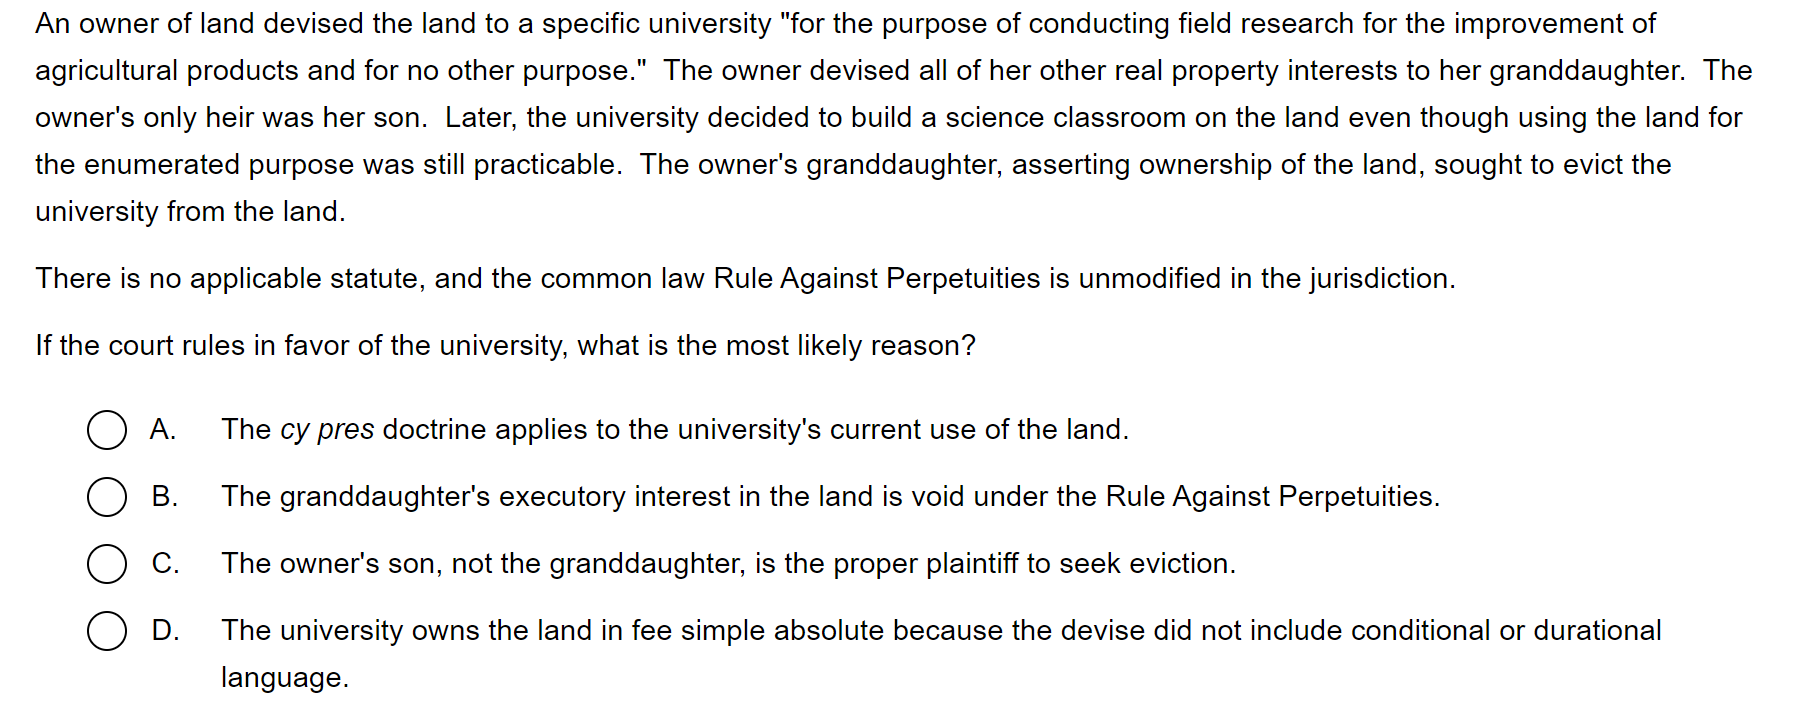 An owner of land devised the land to a specific university "for the purpose of conducting field research for the improvement of
agricultural products and for no other purpose."  The owner devised all of her other real property interests to her granddaughter.  The
owner's only heir was her son.  Later, the university decided to build a science classroom on the land even though using the land for
the enumerated purpose was still practicable.  The owner's granddaughter, asserting ownership of the land, sought to evict the
university from the land.
There is no applicable statute, and the common law Rule Against Perpetuities is unmodified in the jurisdiction.
If the court rules in favor of the university, what is the most likely reason?
A. The cy pres doctrine applies to the university's current use of the land.
B. The granddaughter's executory interest in the land is void under the Rule Against Perpetuities.
C. The owner's son, not the granddaughter, is the proper plaintiff to seek eviction.
D. The university owns the land in fee simple absolute because the devise did not include conditional or durational
language.